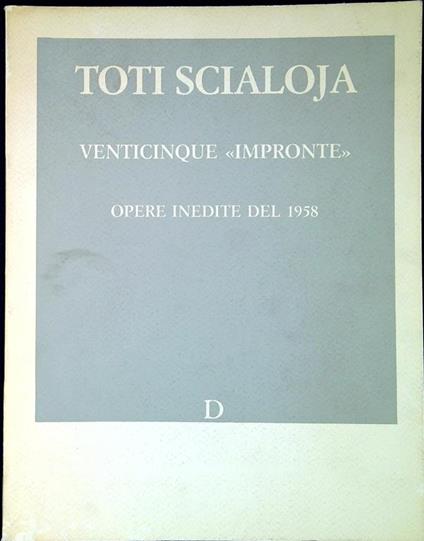 TOTI SCIALOJA
VENTICINQUE «IMPRONTE»
OPERE INEDITE DEL 1958
D